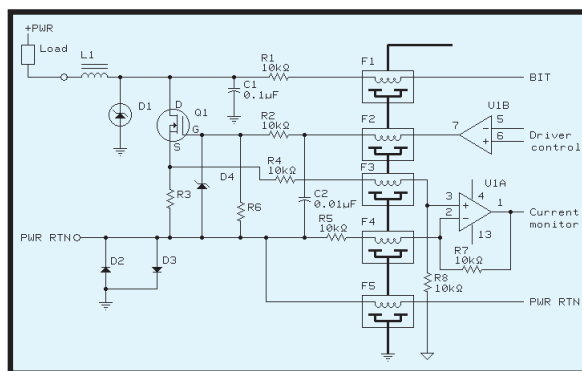 +PWR
Load
L1
D1
D
Q1
G
S
C1
0.1µF
R1
10kΩ
F1
BIT
R2
10kΩ
F2
7
U1B
5
6
Driver
control
R4
10kΩ
F3
D4
R3
R6
C2
0.01µF
U1A
3
2
4
1
13
Current
monitor
PWR RTN
R5
10kΩ
F4
R7
10kΩ
D2
D3
R8
10kΩ
F5
PWR RTN